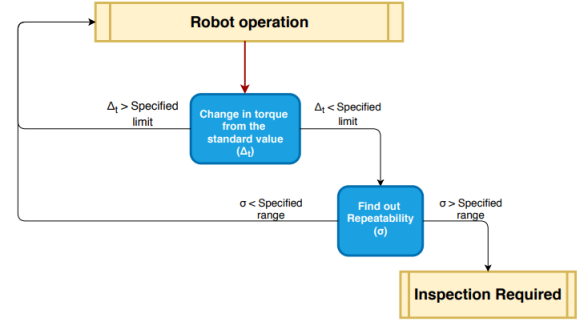 Robot operation
Δt > Specified
limit
Change in torque
from the
standard value
(Δt)
Δt < Specified
limit
σ < Specified
range
Find out
Repeatability
(σ)
σ > Specified
range
Inspection Required